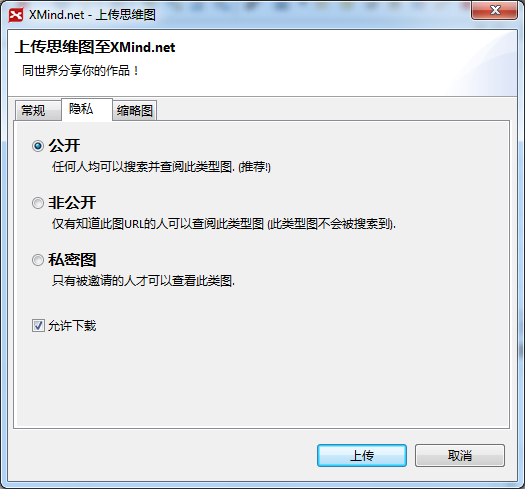 XMind.net - 上传思维图
上传思维图至XMind.net
同世界分享你的作品！
常规 隐私 缩略图
公开
任何人均可以搜索并查阅此类型图. (推荐!)
非公开
仅有知道此图URL的人可以查阅此类型图 (此类型图不会被搜索到).
私密图
只有被邀请的人才可以查看此类图.
允许下载
上传 取消